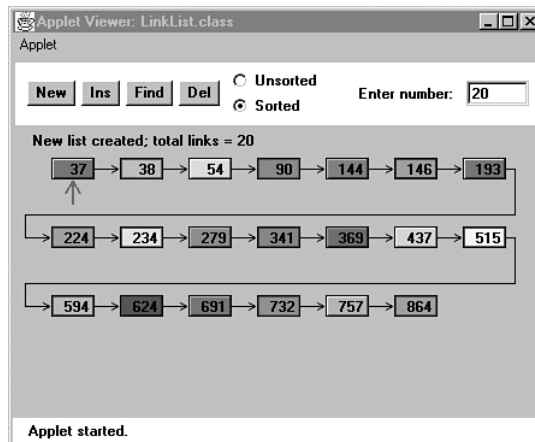 Applet Viewer: LinkList.class
Applet
New Ins Find Del
Unsorted
Sorted
Enter number: 20
New list created; total links = 20
37 38 54 90 144 146 193
224 234 279 341 369 437 515
594 624 691 732 757 864
Applet started.